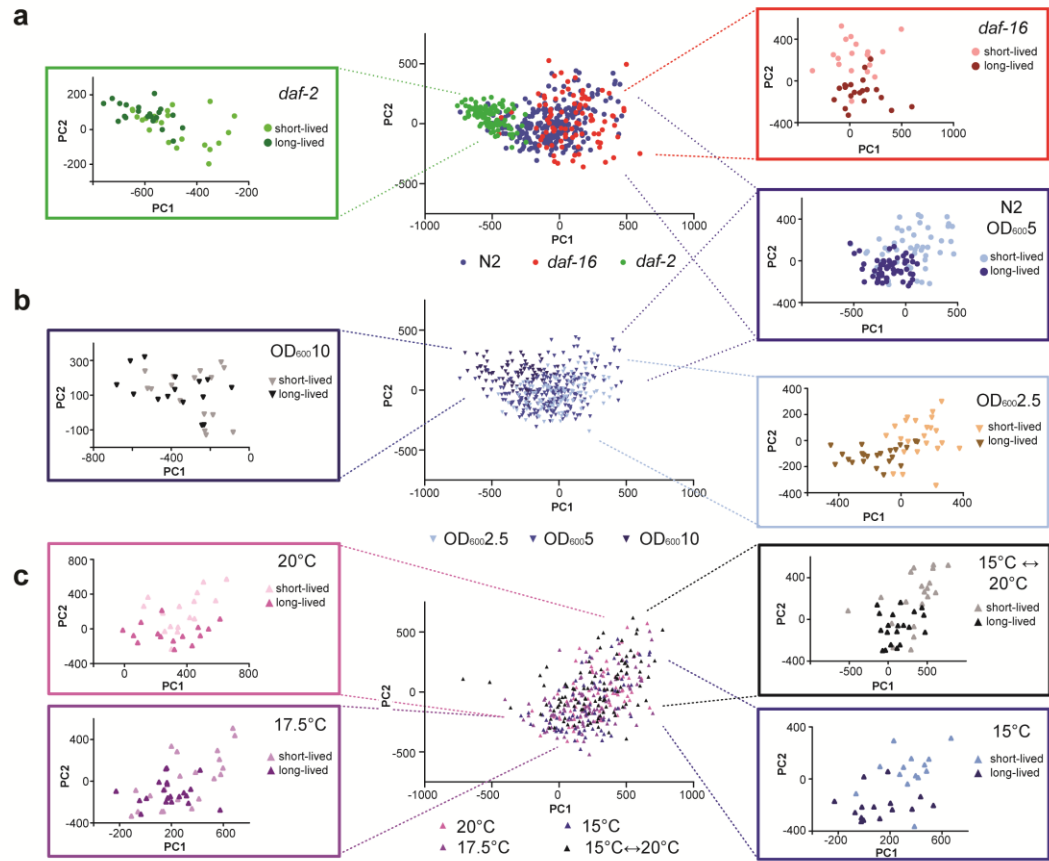 a
daf-2
PC2
200
0
-200
short-lived
long-lived
-600
-400
-200
PC1
PC2
500
0
-500
-1000
-500
0
500
1000
PC1
N2
daf-16
daf-2
daf-16
PC2
400
0
-400
short-lived
long-lived
0
500
1000
PC1
N2
OD₆₀₀5
PC2
400
0
-400
short-lived
long-lived
-500
0
500
PC1
b
OD₆₀₀10
PC2
300
100
-100
short-lived
long-lived
-800
-400
0
PC1
PC2
500
0
-500
-1000
-500
0
500
1000
PC1
OD₆₀₀2.5
OD₆₀₀5
OD₆₀₀10
OD₆₀₀2.5
PC2
400
200
0
-200
-400
short-lived
long-lived
-400
0
400
PC1
c
20°C
PC2
800
400
0
-400
short-lived
long-lived
0
400
800
PC1
17.5°C
PC2
400
0
-400
short-lived
long-lived
-200
200
600
PC1
PC2
500
0
-500
-1000
-500
0
500
1000
PC1
20°C
15°C
17.5°C
15°C↔20°C
15°C ↔
20°C
PC2
400
0
-400
short-lived
long-lived
-500
0
500
PC1
15°C
PC2
400
0
-400
short-lived
long-lived
-200
200
600
PC1